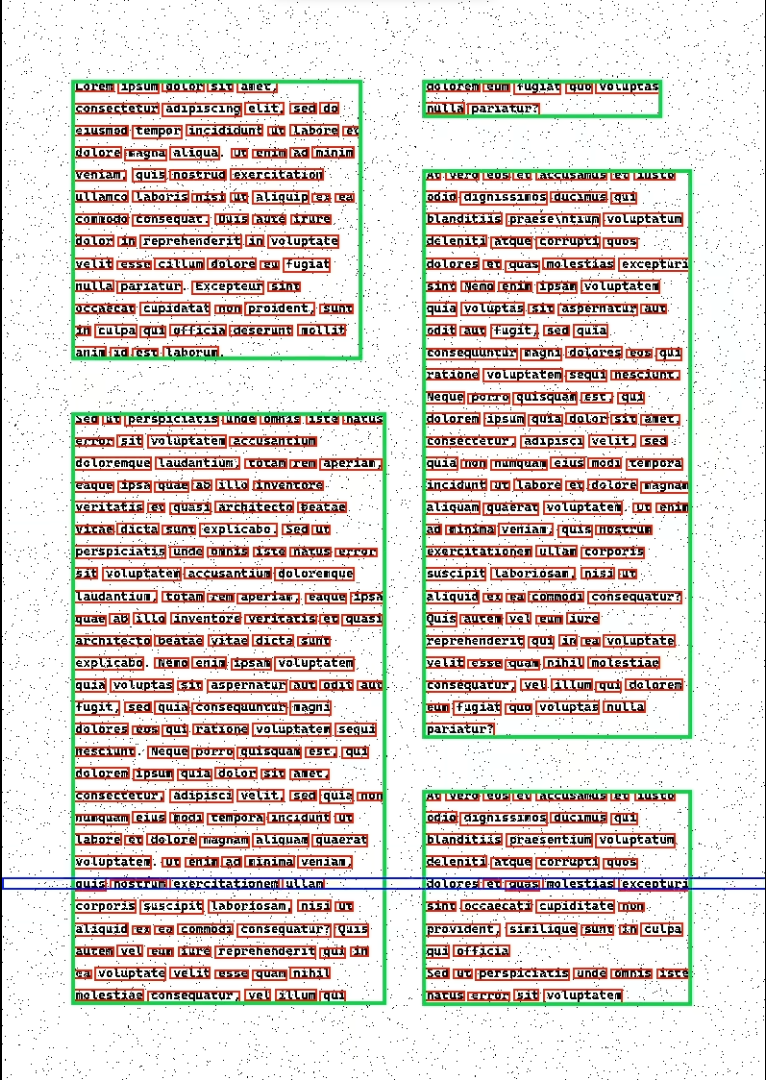 Lorem ipsum dolor sit amet,
consectetur adipiscing elit, sed do
eiusmod tempor incididunt ut labore et
dolore magna aliqua. Ut enim ad minim
veniam, quis nostrud exercitation
ullamco laboris nisi ut aliquip ex ea
commodo consequat. Duis aute irure
dolor in reprehenderit in voluptate
velit esse cillum dolore eu fugiat
nulla pariatur. Excepteur sint
occaecat cupidatat non proident, sunt
in culpa qui officia deserunt mollit
anim id est laborum.
Sed ut perspiciatis unde omnis iste natus
error sit voluptatem accusantium
doloremque laudantium, totam rem aperiam,
eaque ipsa quae ab illo inventore
veritatis et quasi architecto beatae
vitae dicta sunt explicabo. Sed ut
perspiciatis unde omnis iste natus error
sit voluptatem accusantium doloremque
laudantium, totam rem aperiam, eaque ipsa
quae ab illo inventore veritatis et quasi
architecto beatae vitae dicta sunt
explicabo. Nemo enim ipsam voluptatem
quia voluptas sit aspernatur aut odit aut
fugit, sed quia consequuntur magni
dolores eos qui ratione voluptatem sequi
nesciunt. Neque porro quisquam est, qui
dolorem ipsum quia dolor sit amet,
consectetur, adipisci velit, sed quia non
numquam eius modi tempora incidunt ut
labore et dolore magnam aliquam quaerat
voluptatem. Ut enim ad minima veniam,
quis nostrum exercitationem ullam
corporis suscipit laboriosam, nisi ut
aliquid ex ea commodi consequatur? Quis
autem vel eum iure reprehenderit qui in
ea voluptate velit esse quam nihil
molestiae consequatur, vel illum qui
dolorem eum fugiat quo voluptas
nulla pariatur?
At vero eos et accusamus et iusto
odio dignissimos ducimus qui
blanditiis praese\ntium voluptatum
deleniti atque corrupti quos
dolores et quas molestias excepturi
sint Nemo enim ipsam voluptatem
quia voluptas sit aspernatur aut
odit aut fugit, sed quia
consequuntur magni dolores eos qui
ratione voluptatem sequi nesciunt.
Neque porro quisquam est, qui
dolorem ipsum quia dolor sit amet,
consectetur, adipisci velit, sed
quia non numquam eius modi tempora
incidunt ut labore et dolore magnam
aliquam quaerat voluptatem. Ut enim
ad minima veniam, quis nostrum
exercitationem ullam corporis
suscipit laboriosam, nisi ut
aliquid ex ea commodi consequatur?
Quis autem vel eum iure
reprehenderit qui in ea voluptate
velit esse quam nihil molestiae
consequatur, vel illum qui dolorem
eum fugiat quo voluptas nulla
pariatur?
At vero eos et accusamus et iusto
odio dignissimos ducimus qui
blanditiis praesentium voluptatum
deleniti atque corrupti quos
dolores et quas molestias excepturi
sint occaecati cupiditate non
provident, similique sunt in culpa
qui officia
Sed ut perspiciatis unde omnis iste
natus error sit voluptatem